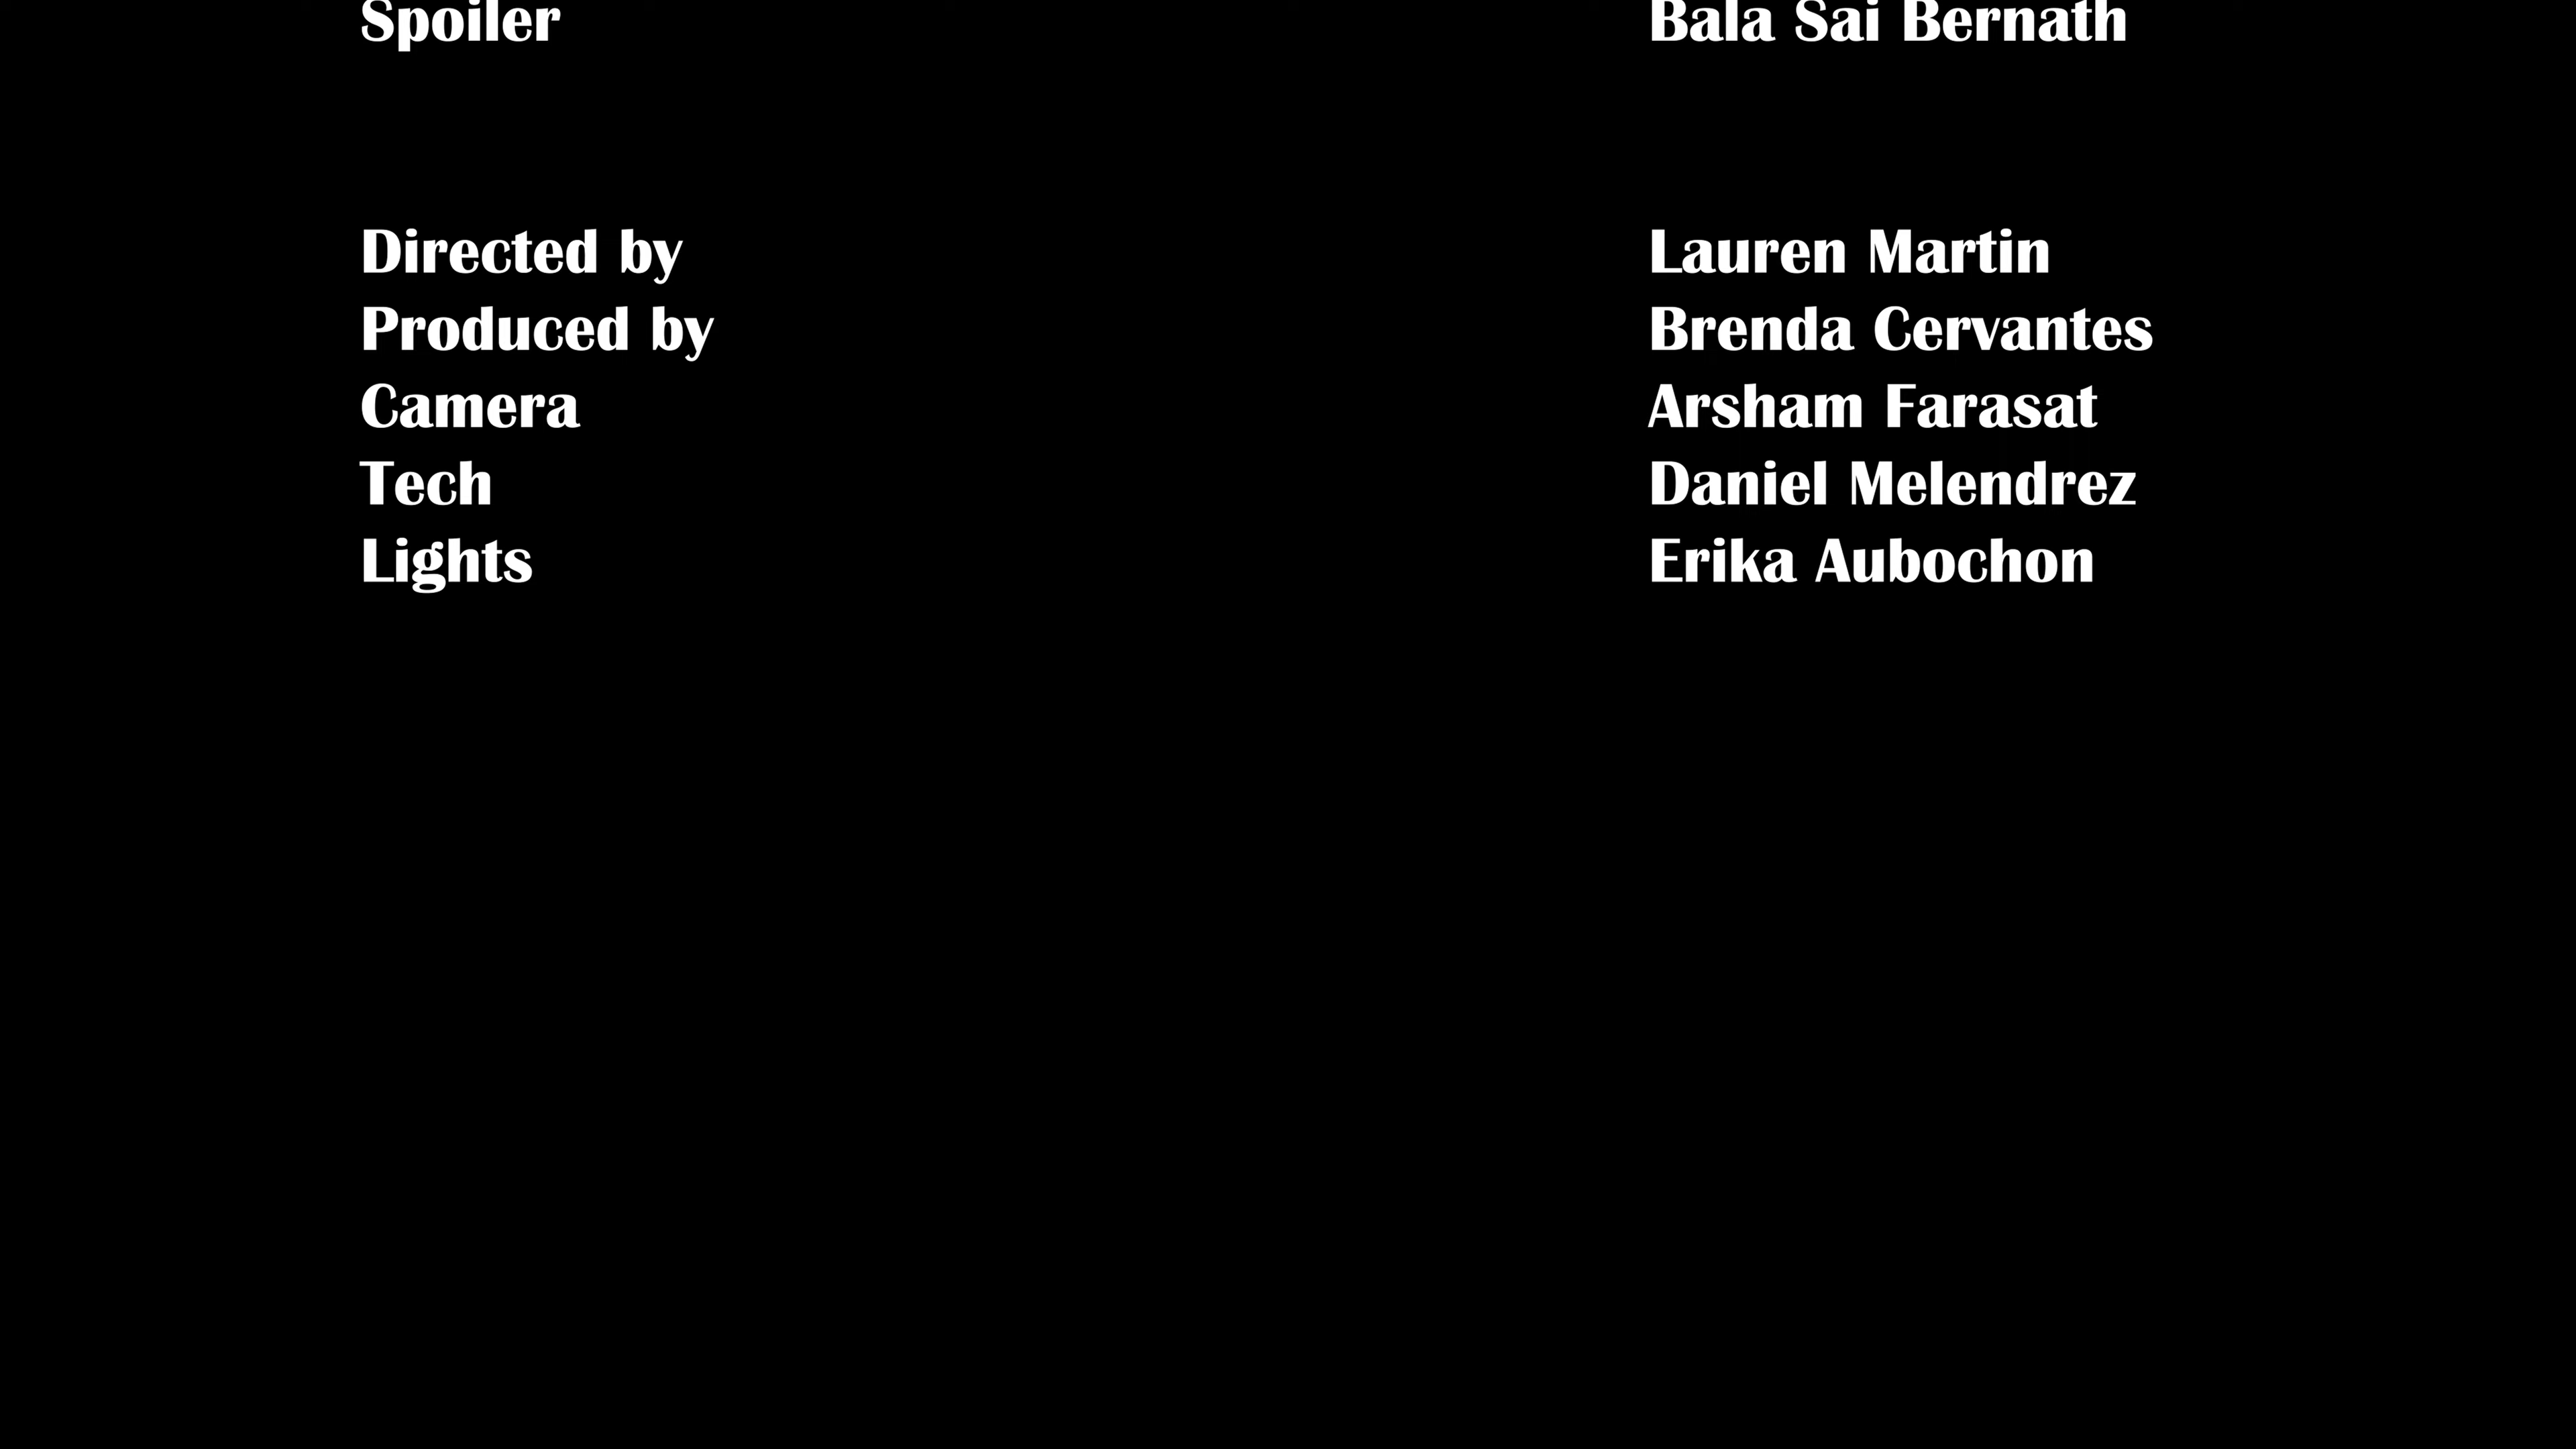 Spoiler Bala Sai Bernath
Directed by Lauren Martin
Produced by Brenda Cervantes
Camera Arsham Farasat
Tech Daniel Melendrez
Lights Erika Aubochon